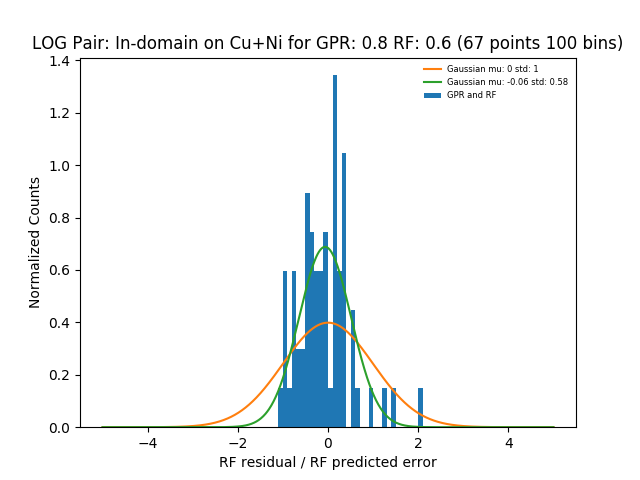 LOG Pair: In-domain on Cu+Ni for GPR: 0.8 RF: 0.6 (67 points 100 bins)
Gaussian mu: 0 std: 1
Gaussian mu: -0.06 std: 0.58
GPR and RF
Normalized Counts
1.4
1.2
1.0
0.8
0.6
0.4
0.2
0.0
−4 −2 0 2 4
RF residual / RF predicted error